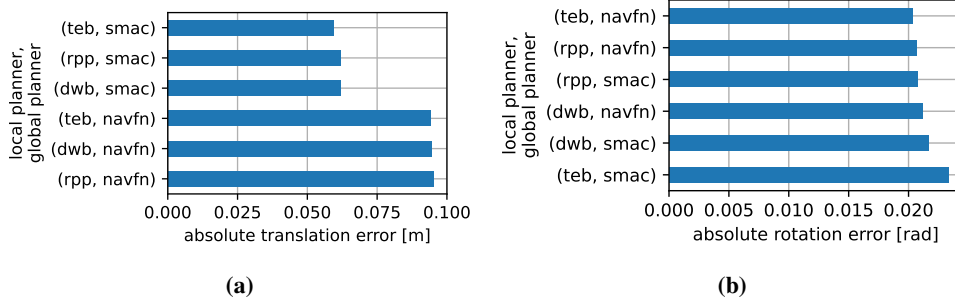 local planner,
global planner
(teb, smac)
(rpp, smac)
(dwb, smac)
(teb, navfn)
(dwb, navfn)
(rpp, navfn)
0.000 0.025 0.050 0.075 0.100
absolute translation error [m]
(a)
local planner,
global planner
(teb, navfn)
(rpp, navfn)
(rpp, smac)
(dwb, navfn)
(dwb, smac)
(teb, smac)
0.000 0.005 0.010 0.015 0.020
absolute rotation error [rad]
(b)